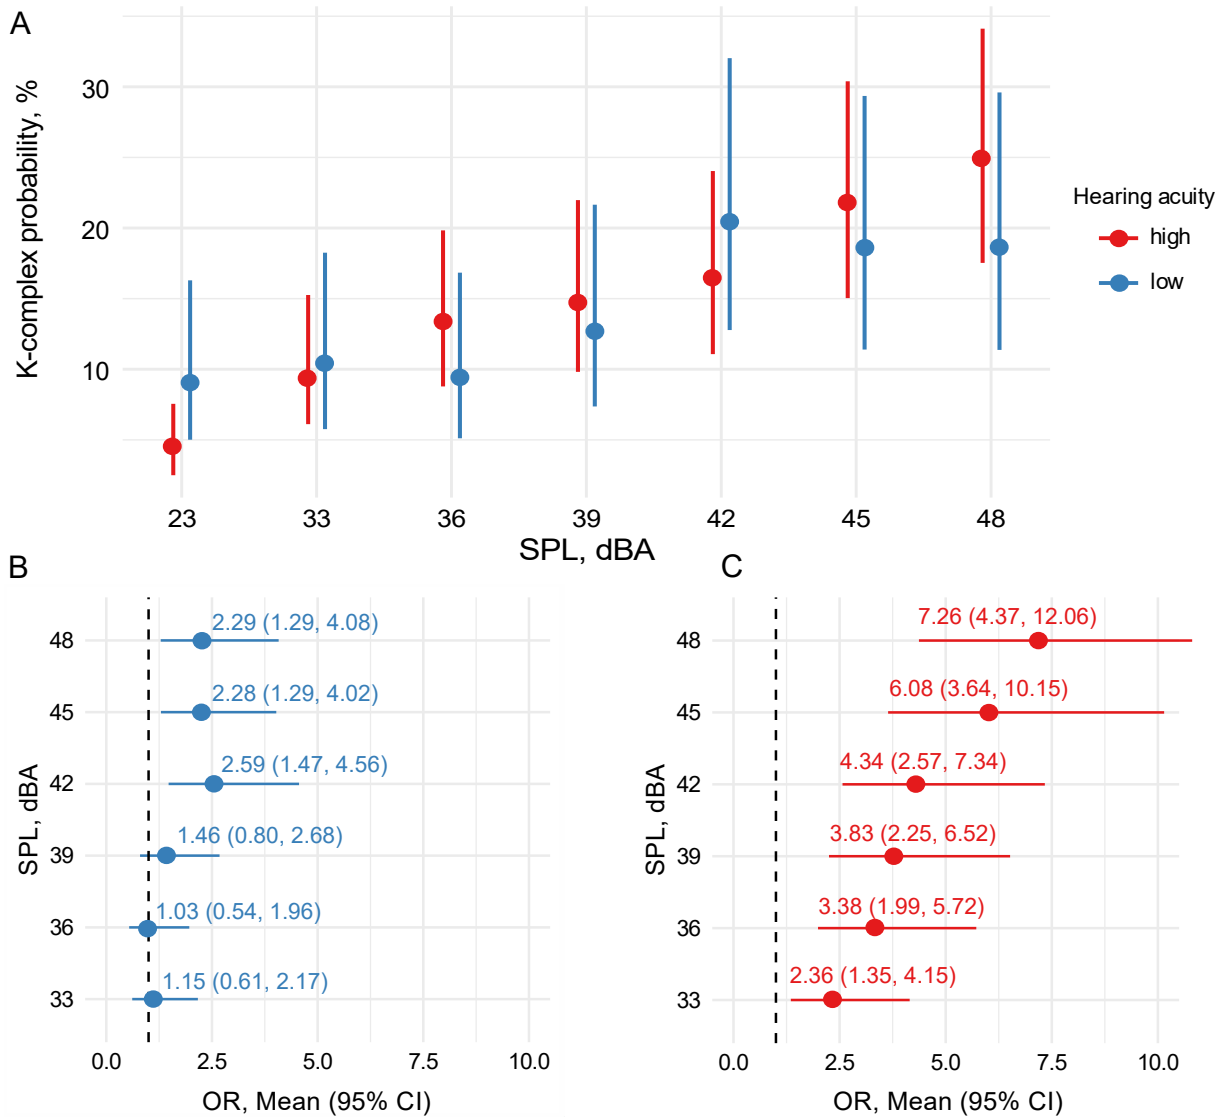 A
K-complex probability, %
30
20
10
23 33 36 39 42 45 48
SPL, dBA
Hearing acuity
high
low
B
SPL, dBA
48
2.29 (1.29, 4.08)
45
2.28 (1.29, 4.02)
42
2.59 (1.47, 4.56)
39
1.46 (0.80, 2.68)
36
1.03 (0.54, 1.96)
33
1.15 (0.61, 2.17)
0.0 2.5 5.0 7.5 10.0
OR, Mean (95% CI)
C
SPL, dBA
48
7.26 (4.37, 12.06)
45
6.08 (3.64, 10.15)
42
4.34 (2.57, 7.34)
39
3.83 (2.25, 6.52)
36
3.38 (1.99, 5.72)
33
2.36 (1.35, 4.15)
0.0 2.5 5.0 7.5 10.0
OR, Mean (95% CI)